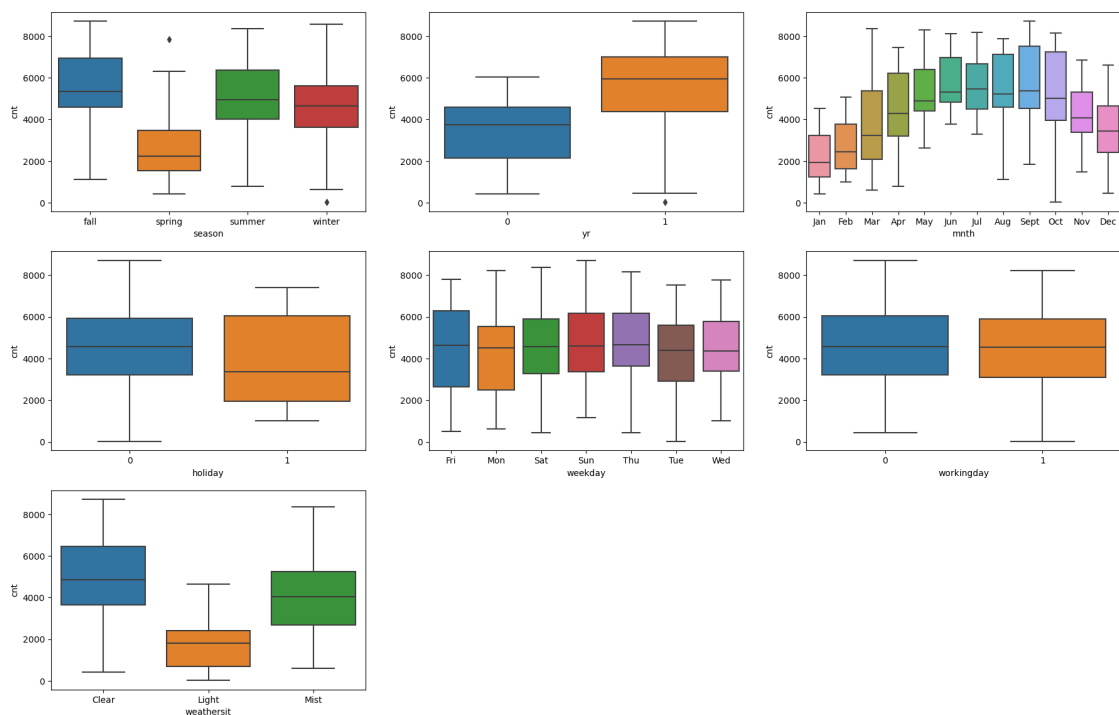 cnt
8000
6000
4000
2000
0
fall spring summer winter
season
cnt
8000
6000
4000
2000
0
0 1
yr
cnt
8000
6000
4000
2000
0
Jan Feb Mar Apr May Jun Jul Aug Sept Oct Nov Dec
mnth
cnt
8000
6000
4000
2000
0
0 1
holiday
cnt
8000
6000
4000
2000
0
Fri Mon Sat Sun Thu Tue Wed
weekday
cnt
8000
6000
4000
2000
0
0 1
workingday
cnt
8000
6000
4000
2000
0
Clear Light Mist
weathersit